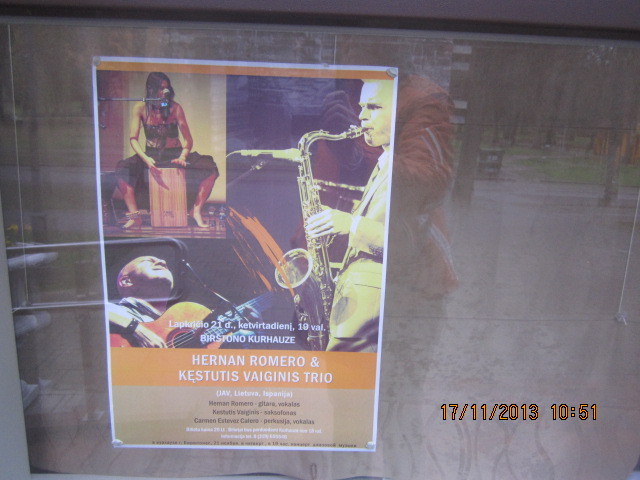 Lapkričio 21 d., ketvirtadienį, 19 val.
BIRŠTONO KURHAUZE
HERNAN ROMERO &
KĘSTUTIS VAIGINIS TRIO
(JAV, Lietuva, Ispanija)
Hernan Romero - gitara, vokalas
Kęstutis Vaiginis - saksofonas
Carmen Estevez Calero - perkusija, vokalas
17/11/2013 10:51